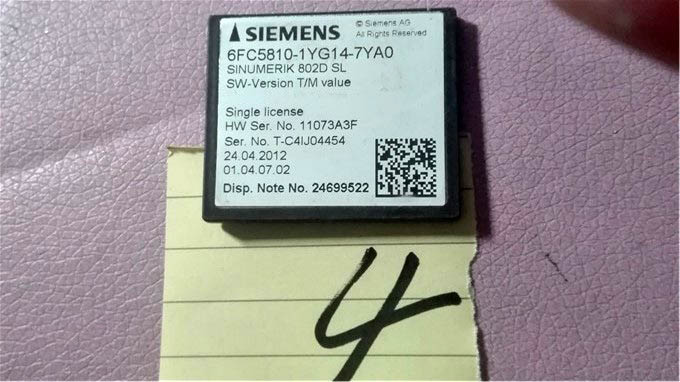 SIEMENS
© Siemens AG
All Rights Reserved
6FC5810-1YG14-7YA0
SINUMERIK 802D SL
SW-Version T/M value
Single license
HW Ser. No. 11073A3F
Ser. No. T-C4IJ04454
24.04.2012
01.04.07.02
Disp. Note No. 24699522
4